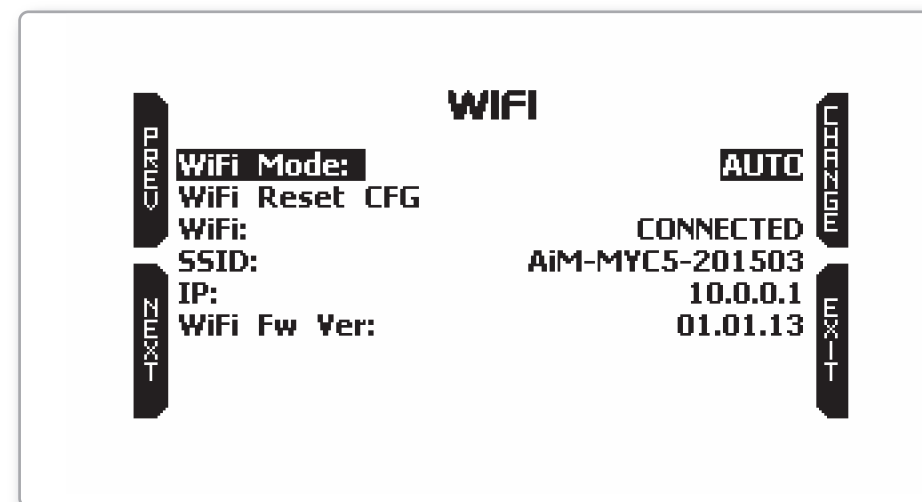 WIFI
PREV
CHANGE
WiFi Mode: AUTO
WiFi Reset CFG
WiFi: CONNECTED
SSID: AiM-MYC5-201503
IP: 10.0.0.1
WiFi Fw Ver: 01.01.13
NEXT
EXIT